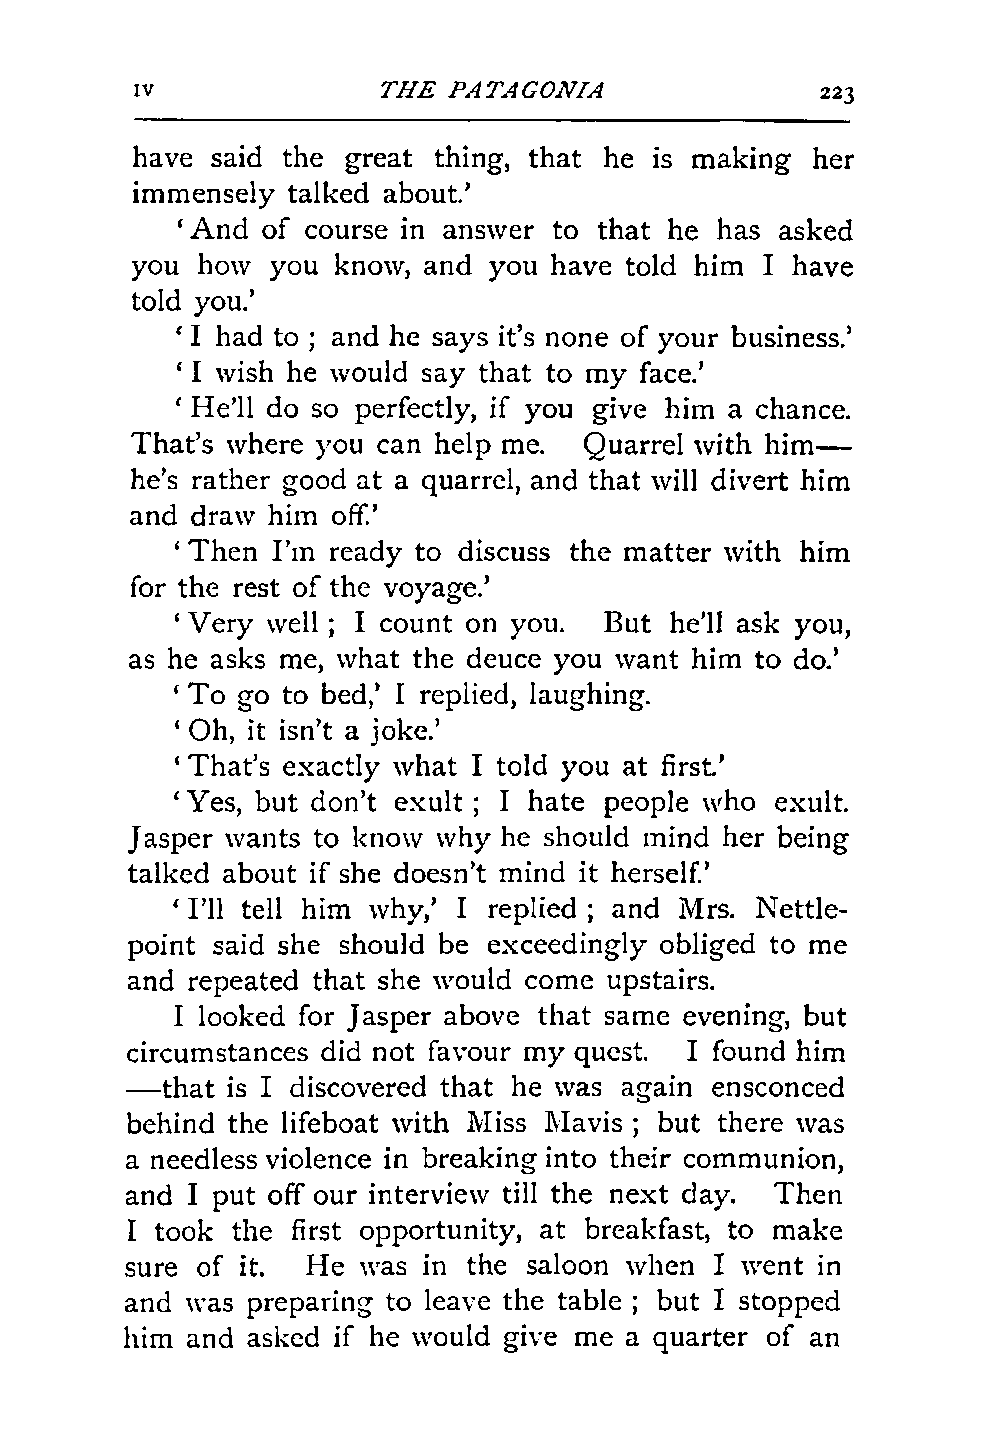 IV THE PATAGONIA 223
have said the great thing, that he is making her
immensely talked about.’
‘And of course in answer to that he has asked
you how you know, and you have told him I have
told you.’
‘I had to ; and he says it’s none of your business.’
‘I wish he would say that to my face.’
‘He’ll do so perfectly, if you give him a chance.
That’s where you can help me. Quarrel with him—
he’s rather good at a quarrel, and that will divert him
and draw him off.’
‘Then I’m ready to discuss the matter with him
for the rest of the voyage.’
‘Very well ; I count on you. But he’ll ask you,
as he asks me, what the deuce you want him to do.’
‘To go to bed,’ I replied, laughing.
‘Oh, it isn’t a joke.’
‘That’s exactly what I told you at first.’
‘Yes, but don’t exult ; I hate people who exult.
Jasper wants to know why he should mind her being
talked about if she doesn’t mind it herself.’
‘I’ll tell him why,’ I replied ; and Mrs. Nettle-
point said she should be exceedingly obliged to me
and repeated that she would come upstairs.
I looked for Jasper above that same evening, but
circumstances did not favour my quest. I found him
—that is I discovered that he was again ensconced
behind the lifeboat with Miss Mavis ; but there was
a needless violence in breaking into their communion,
and I put off our interview till the next day. Then
I took the first opportunity, at breakfast, to make
sure of it. He was in the saloon when I went in
and was preparing to leave the table ; but I stopped
him and asked if he would give me a quarter of an